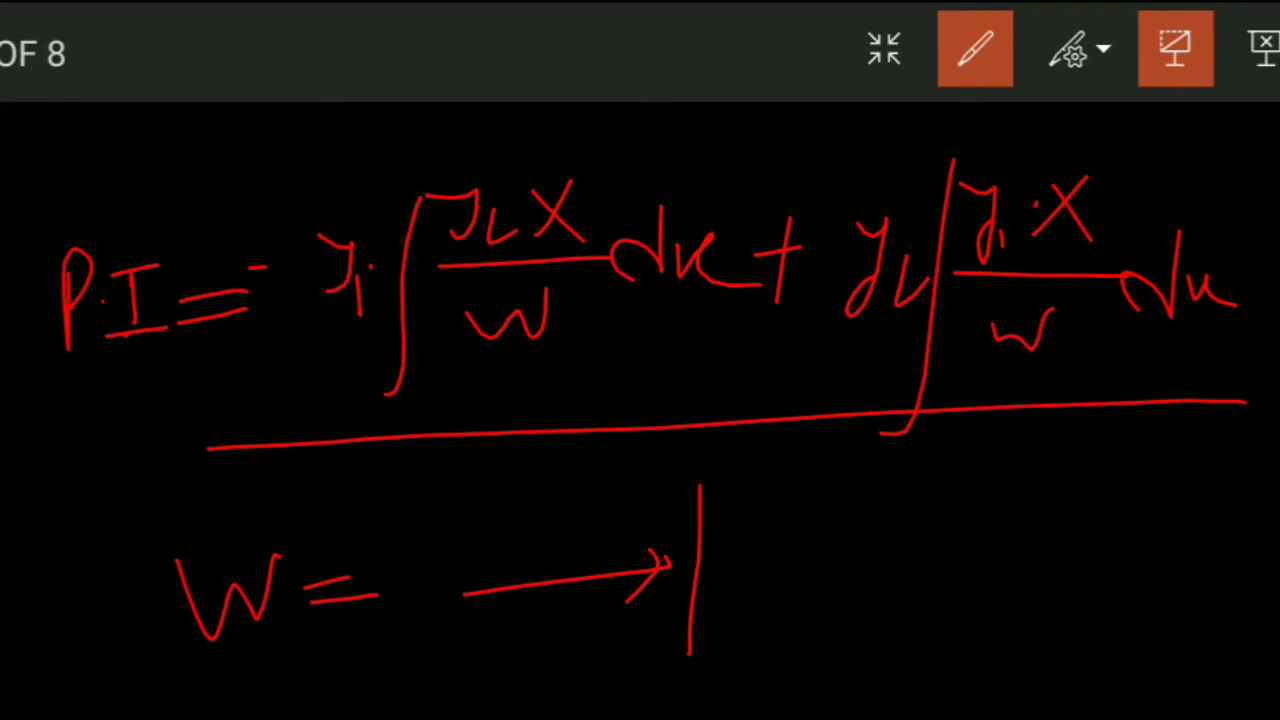 OF 8
P.I = - y₁ ∫ y₂X/W dx + y₂ ∫ y₁X/W dx
W = → |